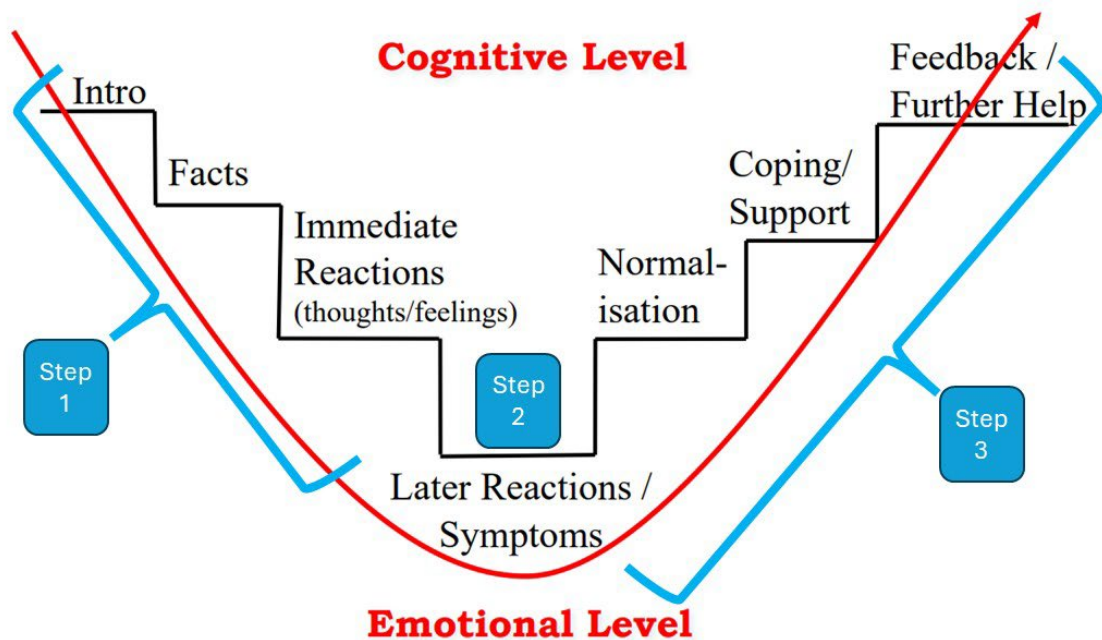 Cognitive Level
Intro
Facts
Immediate
Reactions
(thoughts/feelings)
Step
1
Step
2
Later Reactions /
Symptoms
Normal-
isation
Coping/
Support
Feedback /
Further Help
Step
3
Emotional Level